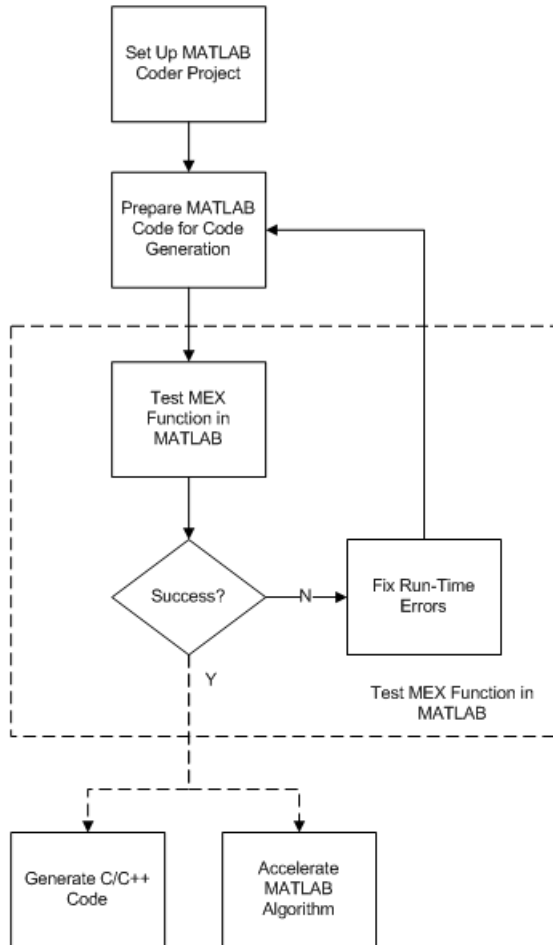 Set Up MATLAB
Coder Project
Prepare MATLAB
Code for Code
Generation
Test MEX
Function in
MATLAB
Success?
N
Fix Run-Time
Errors
Y
Test MEX Function in
MATLAB
Generate C/C++
Code
Accelerate
MATLAB
Algorithm